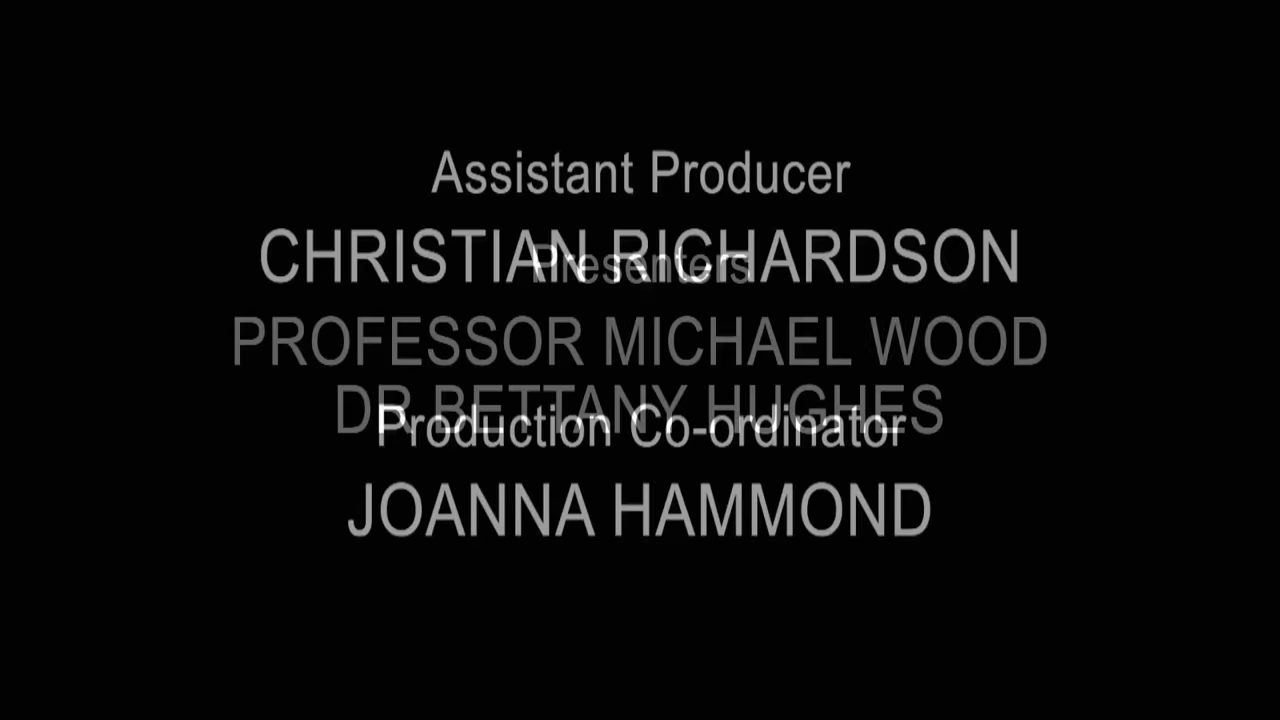 Assistant Producer
CHRISTIAN RICHARDSON
Presenters
PROFESSOR MICHAEL WOOD
DR BETTANY HUGHES
Production Co-ordinator
JOANNA HAMMOND